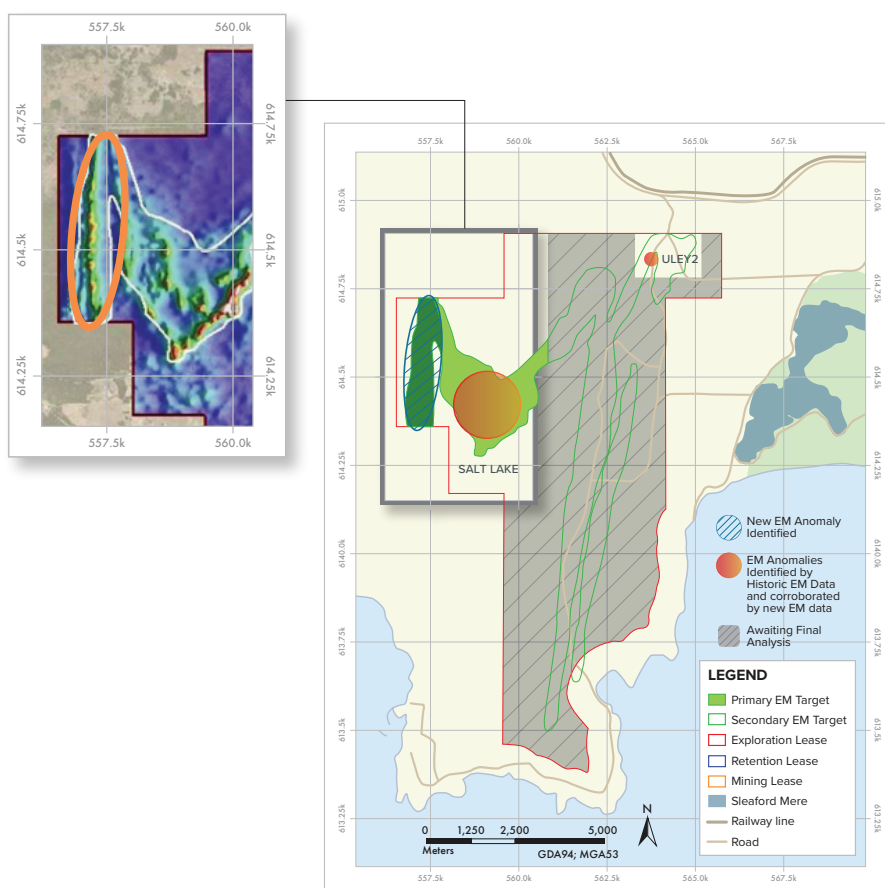 557.5k 560.0k
614.75k 614.75k
614.5k 614.5k
614.25k 614.25k
557.5k 560.0k
557.5k 560.0k 562.5k 565.0k 567.5k
615.0k 615.0k
ULEY2
614.75k 614.75k
614.5k 614.5k
SALT LAKE
614.25k 614.25k
New EM Anomaly
Identified
6140.0k 6140.0k
EM Anomalies
Identified by
Historic EM Data
and corroborated
by new EM data
Awaiting Final
Analysis
613.75k 613.75k
LEGEND
Primary EM Target
Secondary EM Target
Exploration Lease
Retention Lease
Mining Lease
Sleaford Mere
Railway line
Road
613.5k 613.5k
613.25k 613.25k
N
0 1,250 2,500 5,000
Meters
GDA94; MGA53
557.5k 560.0k 562.5k 565.0k 567.5k